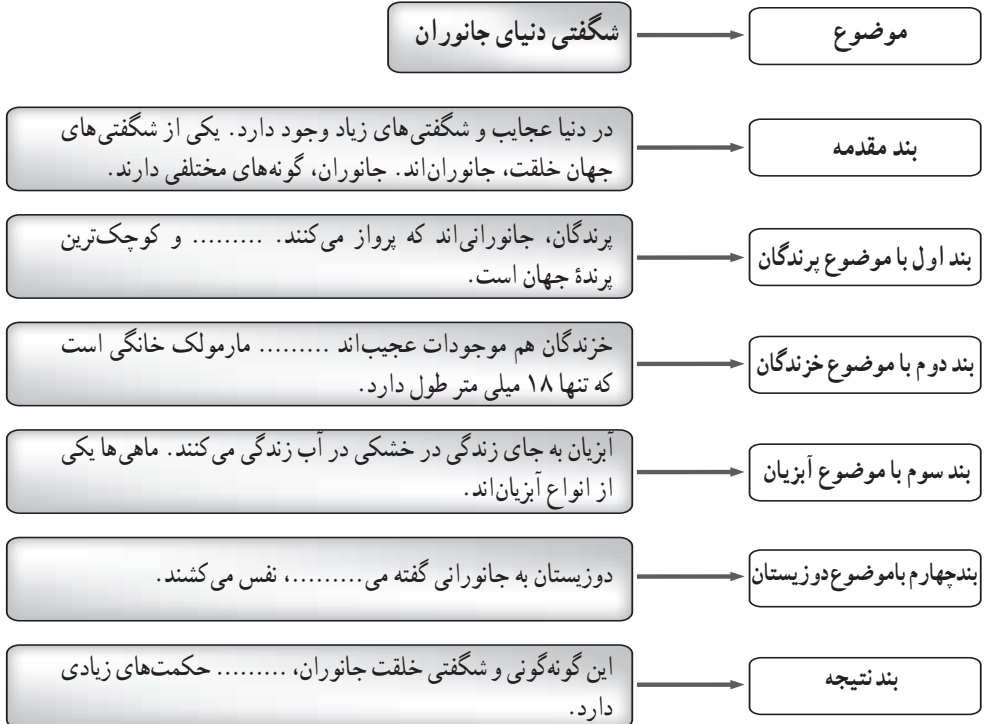 موضوع
شگفتی دنیای جانوران
بند مقدمه
در دنیا عجایب و شگفتی‌های زیاد وجود دارد. یکی از شگفتی‌های
جهان خلقت، جانوران‌اند. جانوران، گونه‌های مختلفی دارند.
بند اول با موضوع پرندگان
پرندگان، جانورانی‌اند که پرواز می‌کنند. ......... و کوچک‌ترین
پرندهٔ جهان است.
بند دوم با موضوع خزندگان
خزندگان هم موجودات عجیب‌اند ......... مارمولک خانگی است
که تنها ۱۸ میلی متر طول دارد.
بند سوم با موضوع آبزیان
آبزیان به جای زندگی در خشکی در آب زندگی می‌کنند. ماهی‌ها یکی
از انواع آبزیان‌اند.
بندچهارم باموضوع دوزیستان
دوزیستان به جانورانی گفته می.........، نفس می‌کشند.
بند نتیجه
این گونه‌گونی و شگفتی خلقت جانوران، ......... حکمت‌های زیادی
دارد.